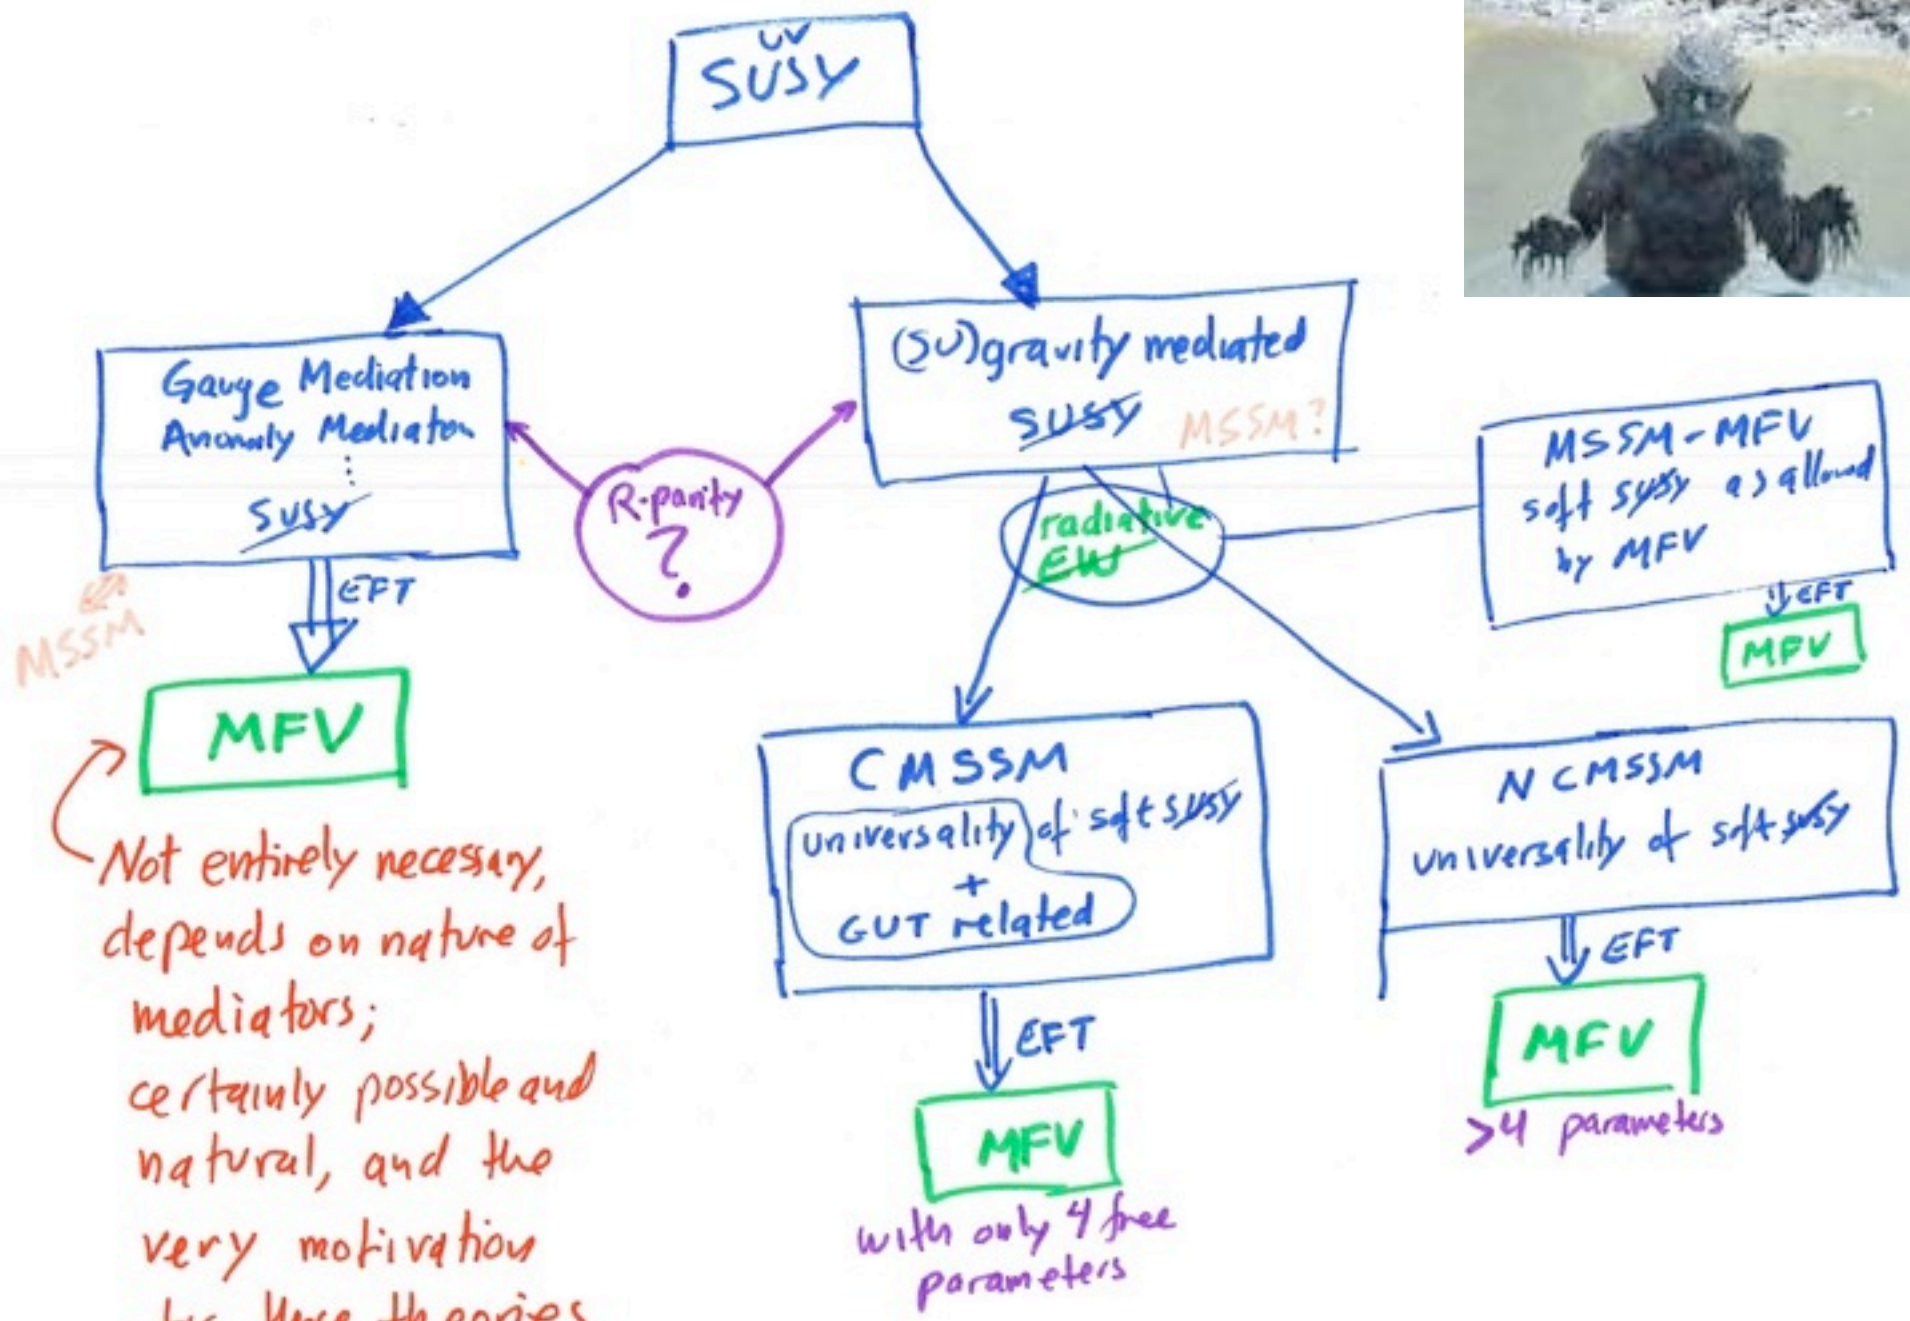 UV
SUSY
Gauge Mediation
Anomaly Mediation
SUSY
(SU)gravity mediated
SUSY
MSSM?
R-parity
?
radiative
EW
MSSM-MFV
soft SUSY as allowed
by MFV
EFT
MFV
EFT
MSSM
MFV
CMSSM
universality of soft SUSY
+
GUT related
NCMSSM
universality of soft SUSY
EFT
MFV
>4 parameters
EFT
MFV
with only 4 free
parameters
Not entirely necessary,
depends on nature of
mediators;
certainly possible and
natural, and the
very motivation
these theories